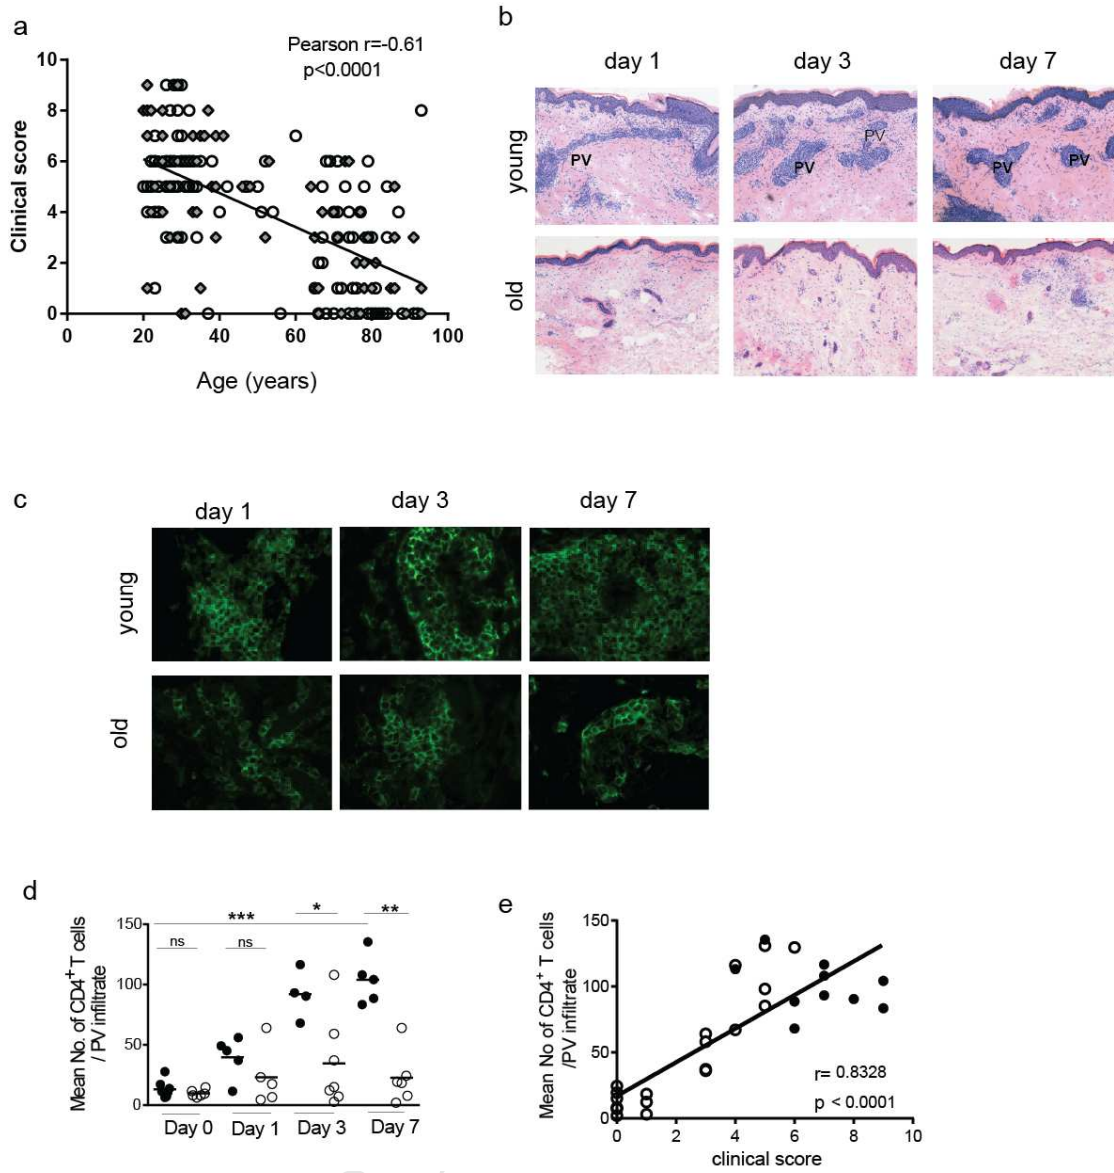 a
Pearson r=-0.61
p<0.0001
Clinical score
10
8
6
4
2
0
0 20 40 60 80 100
Age (years)
b
day 1 day 3 day 7
young
PV PV PV PV PV
old
c
day 1 day 3 day 7
young
old
d
Mean No. of CD4+ T cells
/ PV infiltrate
150
100
50
0
ns *** ns * **
Day 0 Day 1 Day 3 Day 7
e
Mean No of CD4+ T cells
/PV infiltrate
200
150
100
50
0
0 2 4 6 8 10
r= 0.8328
p < 0.0001
clinical score